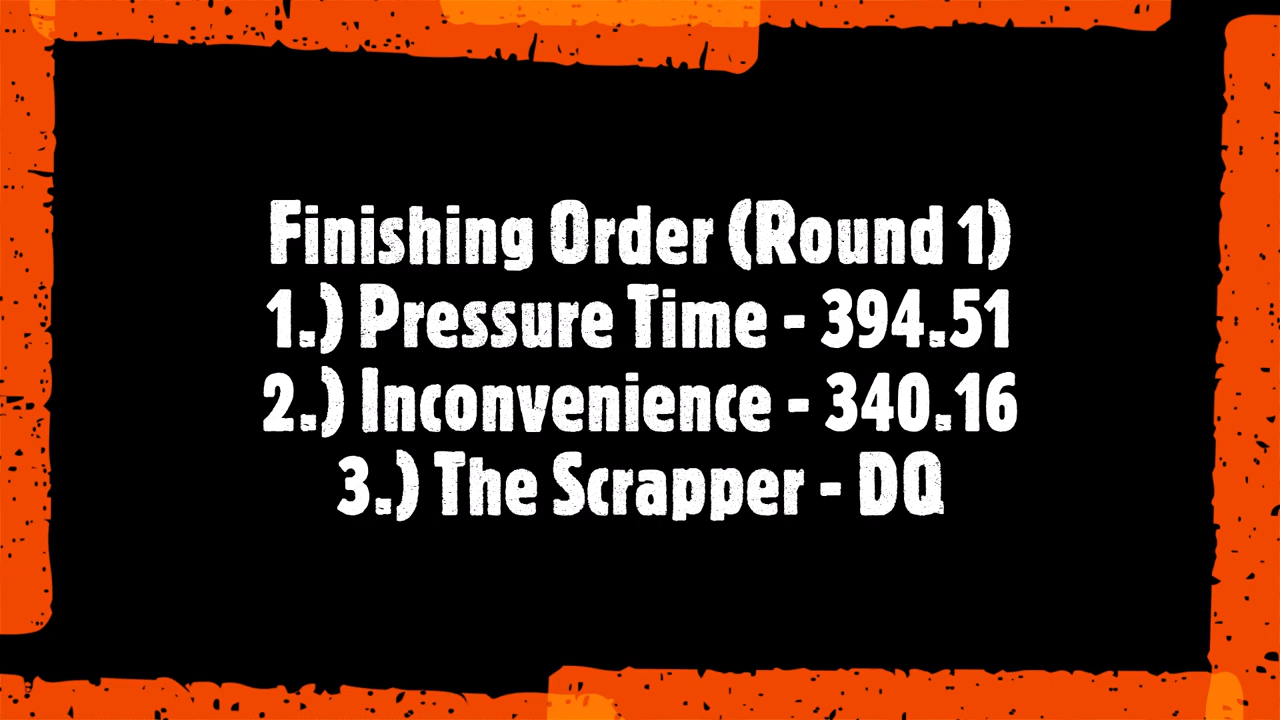 Finishing Order (Round 1)
1.) Pressure Time - 394.51
2.) Inconvenience - 340.16
3.) The Scrapper - DQ